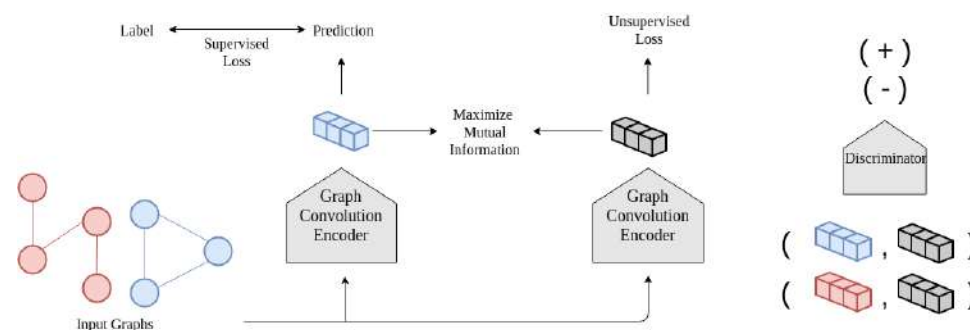 Label
Supervised
Loss
Prediction
Unsupervised
Loss
Maximize
Mutual
Information
Graph
Convolution
Encoder
Graph
Convolution
Encoder
Input Graphs
( + )
( - )
Discriminator
( , )
( , )